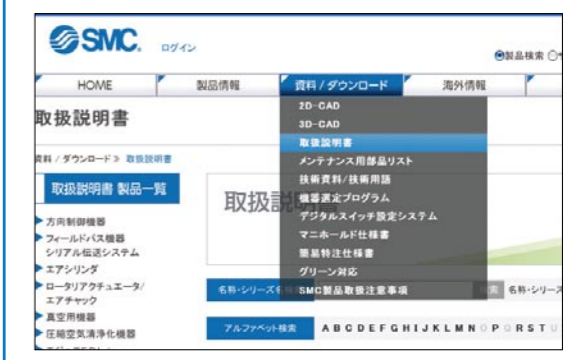 SMC.
ログイン
製品検索
HOME
製品情報
資料 / ダウンロード
海外情報
取扱説明書
2D-CAD
3D-CAD
取扱説明書
メンテナンス用部品リスト
技術資料/技術用語
機器選定プログラム
デジタルスイッチ設定システム
マニホールド仕様書
簡易特注仕様書
グリーン対応
SMC製品取扱注意事項
資料 / ダウンロード » 取扱説明書
取扱説明書 製品一覧
方向制御機器
フィールドバス機器
シリアル伝送システム
エアシリンダ
ロータリアクチュエータ/
エアチャック
真空用機器
圧縮空気清浄化機器
取扱説
名称・シリーズ名
名称・シリーズ
アルファベット検索
A B C D E F G H I J K L M N O P Q R S T U